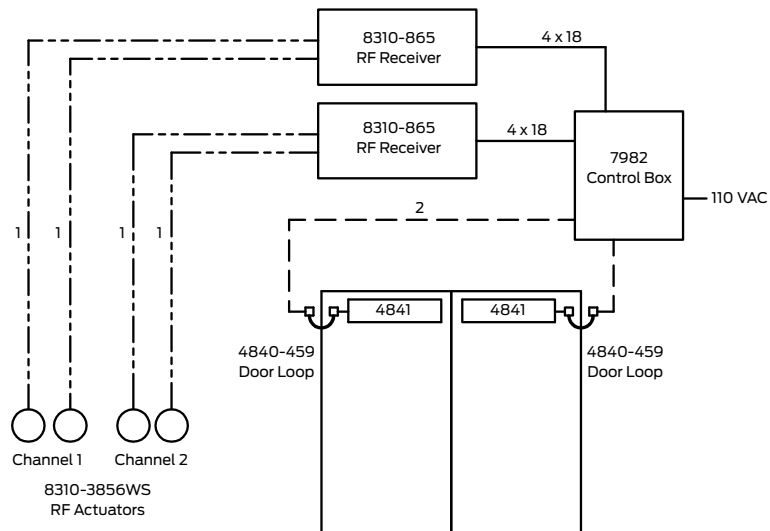 8310-865
RF Receiver
4 x 18
8310-865
RF Receiver
4 x 18
7982
Control Box
110 VAC
2
1
1
1
1
4841
4841
4840-459
Door Loop
4840-459
Door Loop
Channel 1
Channel 2
8310-3856WS
RF Actuators